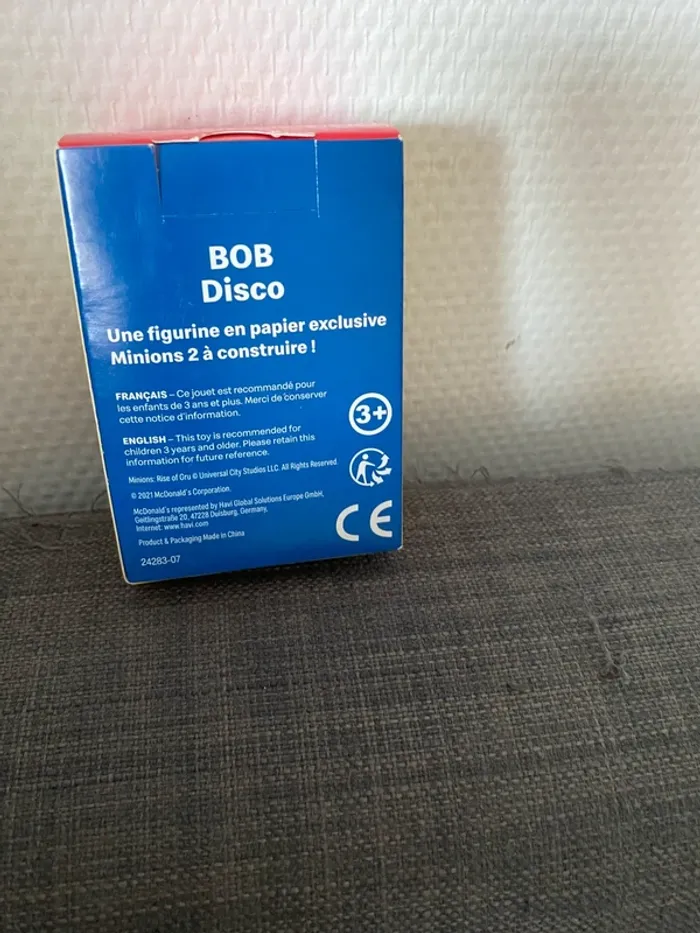 BOB
Disco
Une figurine en papier exclusive
Minions 2 à construire !
FRANÇAIS – Ce jouet est recommandé pour
les enfants de 3 ans et plus. Merci de conserver
cette notice d'information.
3+
ENGLISH – This toy is recommended for
children 3 years and older. Please retain this
information for future reference.
Minions: Rise of Gru © Universal City Studios LLC. All Rights Reserved.
© 2021 McDonald's Corporation.
McDonald's represented by Havi Global Solutions Europe GmbH,
Geitlingstraße 20, 47228 Duisburg, Germany,
Internet: www.havi.com
CE
Product & Packaging Made in China
24283-07